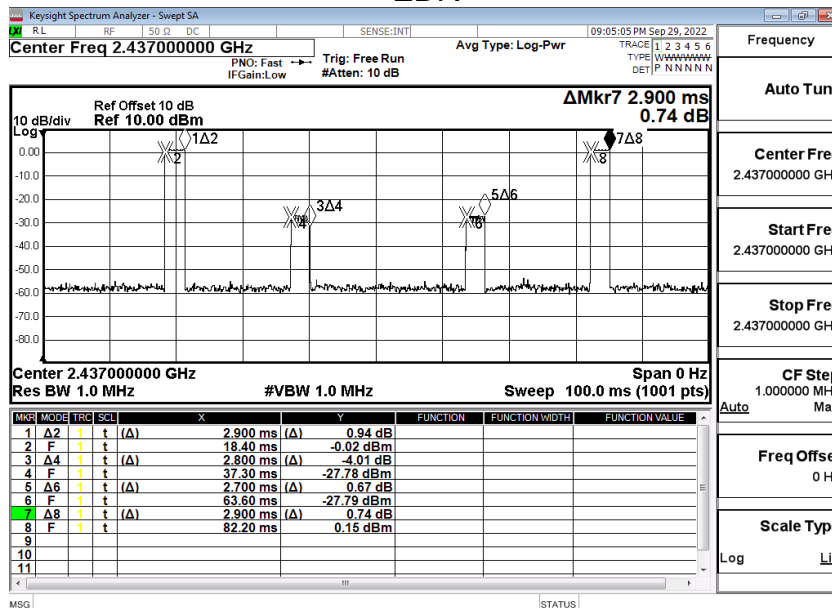 Keysight Spectrum Analyzer - Swept SA
LXI RL RF 50 Ω DC SENSE:INT 09:05:05 PM Sep 29, 2022
Center Freq 2.437000000 GHz
PNO: Fast
IFGain:Low
Trig: Free Run
#Atten: 10 dB
Avg Type: Log-Pwr
TRACE 1 2 3 4 5 6
TYPE WWWWWW
DET P N N N N N
ΔMkr7 2.900 ms
0.74 dB
Ref Offset 10 dB
10 dB/div Ref 10.00 dBm
Log
0.00
-10.0
-20.0
-30.0
-40.0
-50.0
-60.0
-70.0
-80.0
1Δ2
2
3Δ4
4
5Δ6
6
7Δ8
8
Center 2.437000000 GHz Span 0 Hz
Res BW 1.0 MHz #VBW 1.0 MHz Sweep 100.0 ms (1001 pts)
MKR MODE TRC SCL X Y FUNCTION FUNCTION WIDTH FUNCTION VALUE
1 Δ2 1 t (Δ) 2.900 ms (Δ) 0.94 dB
2 F 1 t 18.40 ms -0.02 dBm
3 Δ4 1 t (Δ) 2.800 ms (Δ) -4.01 dB
4 F 1 t 37.30 ms -27.78 dBm
5 Δ6 1 t (Δ) 2.700 ms (Δ) 0.67 dB
6 F 1 t 63.60 ms -27.79 dBm
7 Δ8 1 t (Δ) 2.900 ms (Δ) 0.74 dB
8 F 1 t 82.20 ms 0.15 dBm
9
10
11
MSG STATUS
Frequency
Auto Tun
Center Fre
2.437000000 GH
Start Fre
2.437000000 GH
Stop Fre
2.437000000 GH
CF Ste
1.000000 MH
Auto Ma
Freq Offse
0 H
Scale Typ
Log Li